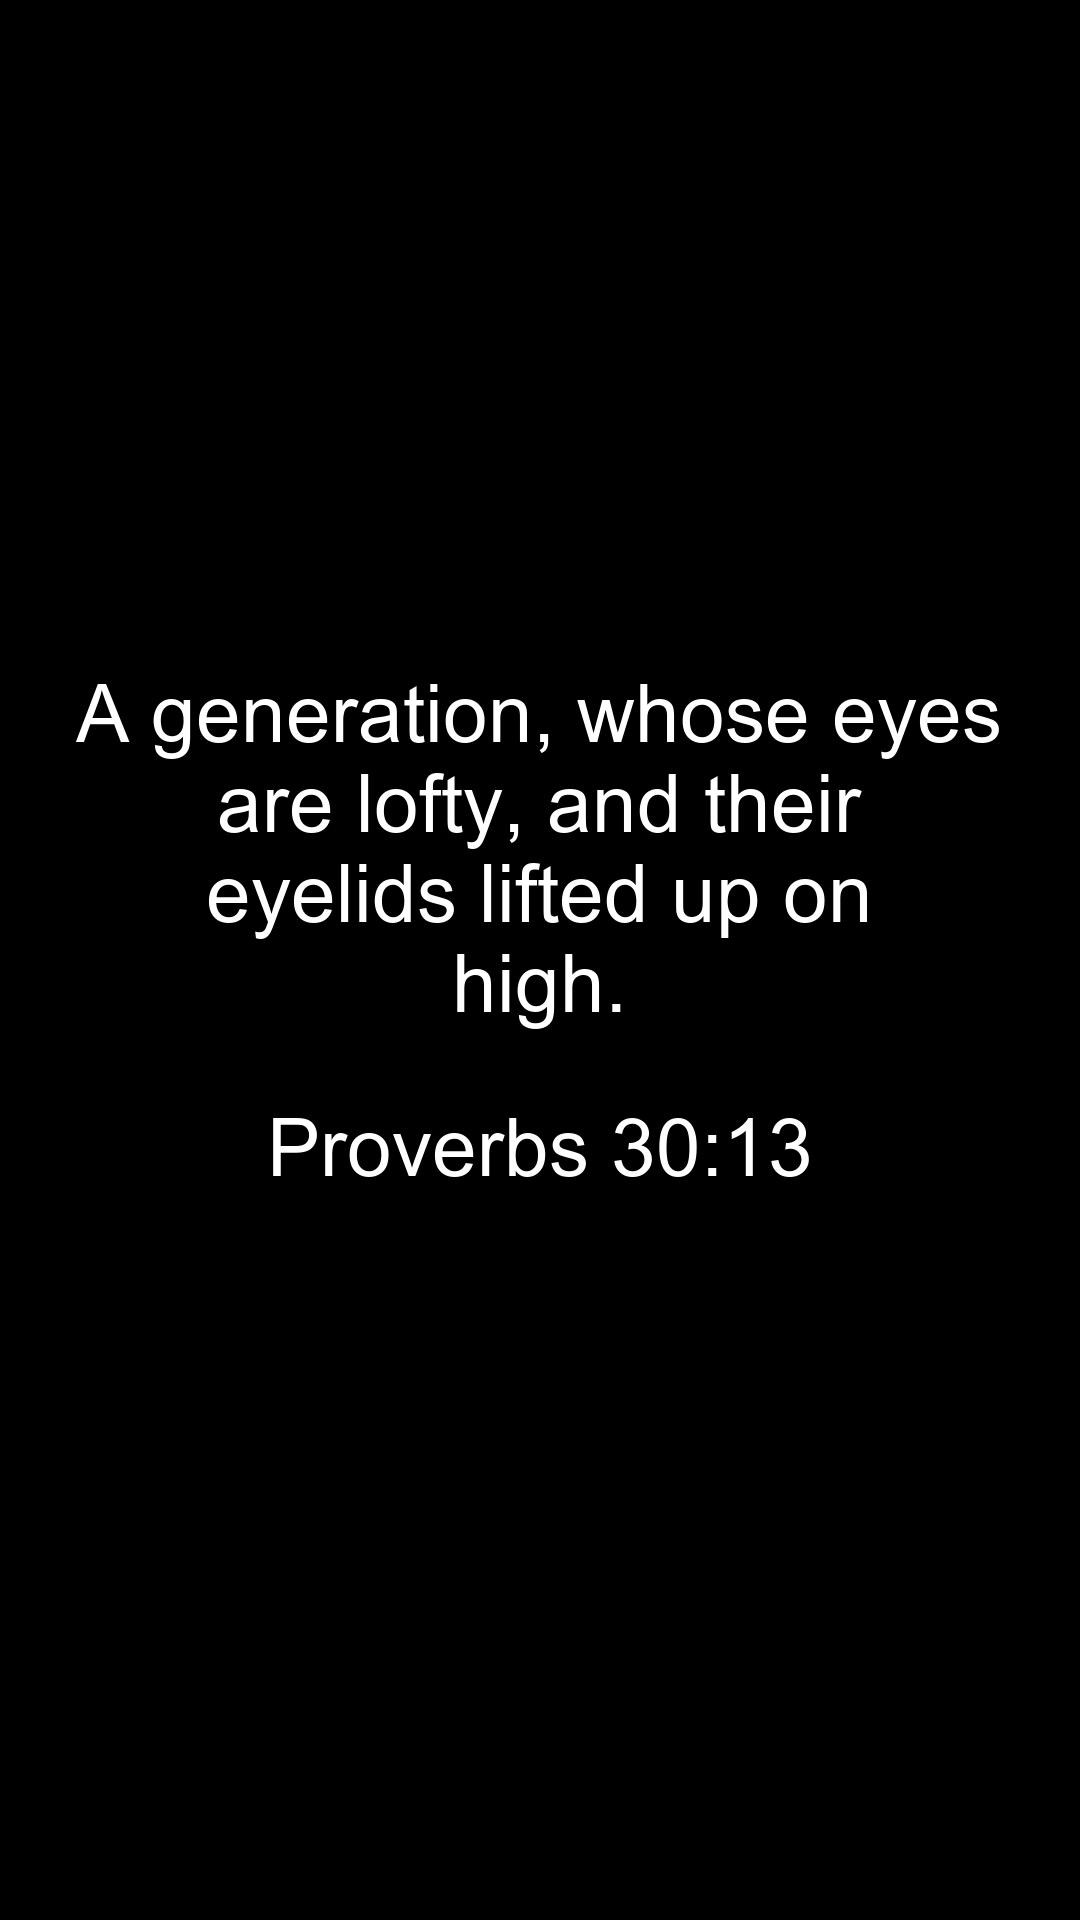 A generation, whose eyes
are lofty, and their
eyelids lifted up on
high.
Proverbs 30:13